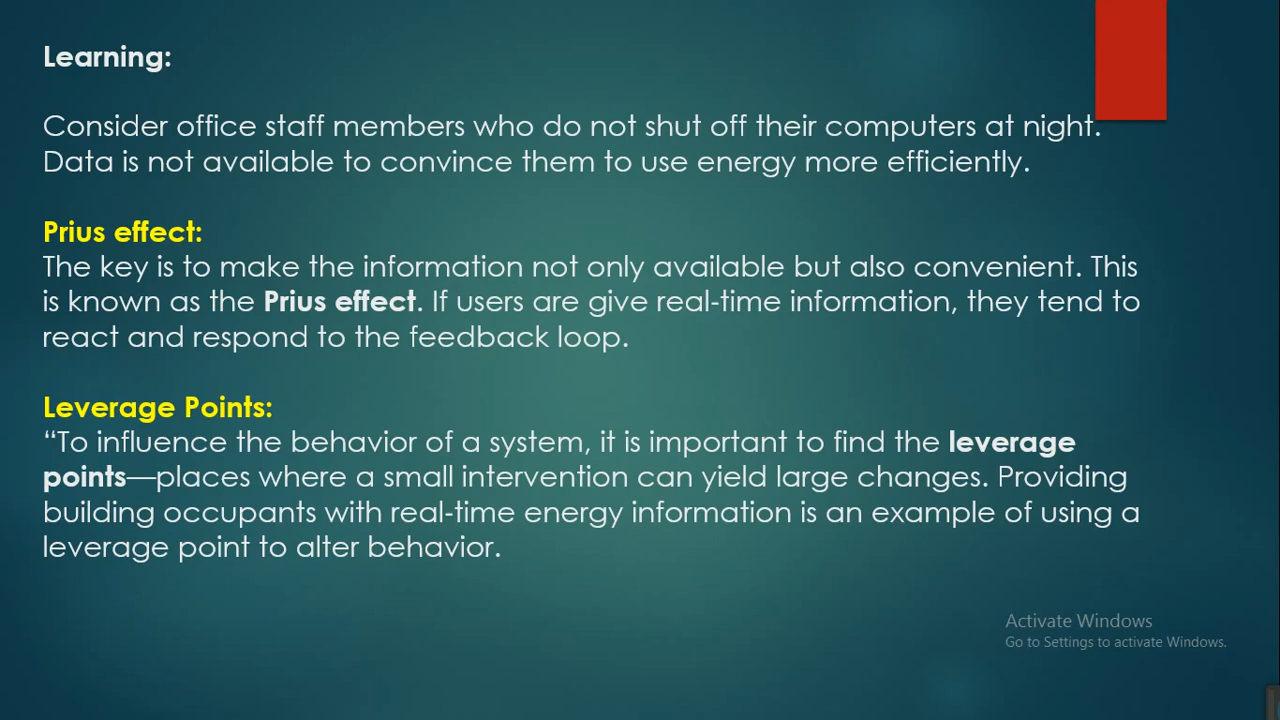 Learning:
Consider office staff members who do not shut off their computers at night.
Data is not available to convince them to use energy more efficiently.
Prius effect:
The key is to make the information not only available but also convenient. This
is known as the Prius effect. If users are give real-time information, they tend to
react and respond to the feedback loop.
Leverage Points:
“To influence the behavior of a system, it is important to find the leverage
points—places where a small intervention can yield large changes. Providing
building occupants with real-time energy information is an example of using a
leverage point to alter behavior.
Activate Windows
Go to Settings to activate Windows.